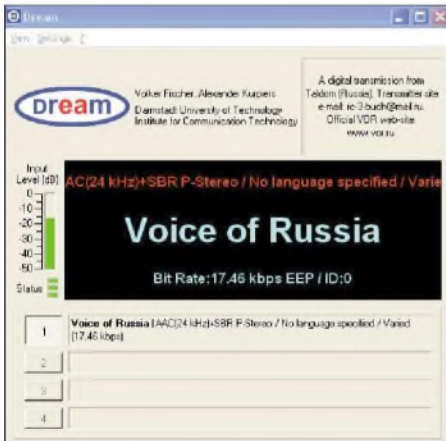 Dream
View Settings ?
Dream
Volker Fischer, Alexander Kurpiers
Darmstadt University of Technology
Institute for Communication Technology
A digital transmission from
Taldom (Russia). Transmitter site
e-mail: rc-3-budh@mail.ru.
Official VOR web-site
www.vor.ru
Input
Level [dB]
0
-10
-20
-30
-40
-50
Status
AC(24 kHz)+SBR P-Stereo / No language specified / Varie
Voice of Russia
Bit Rate:17.46 kbps EEP / ID:0
1
Voice of Russia (AAC(24 kHz)+SBR P-Stereo / No language specified / Varied
(17.46 kbps)
2
3
4